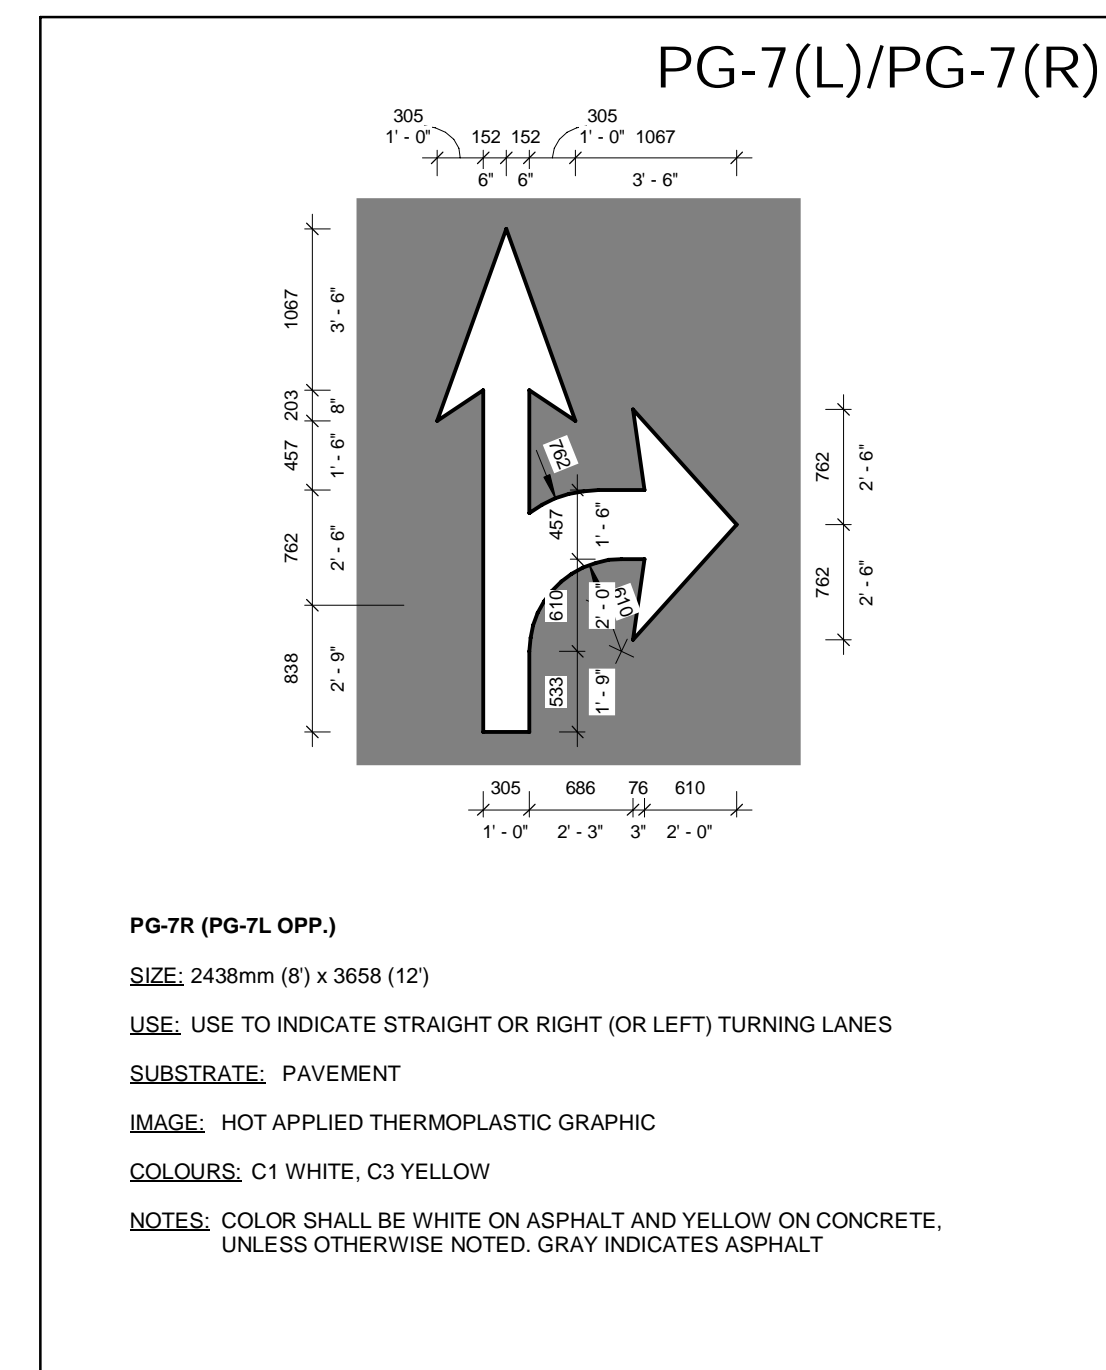 PG-7(L)/PG-7(R)
305 305
1' - 0" 152 152 1' - 0" 1067
6" 6" 3' - 6"
1067 3' - 6"
203 8"
457 1' - 6"
762 2' - 6"
838 2' - 9"
762
457 1' - 6"
610 2' - 0" 610
533 1' - 9"
762 2' - 6"
762 2' - 6"
305 686 76 610
1' - 0" 2' - 3" 3" 2' - 0"
PG-7R (PG-7L OPP.)
SIZE: 2438mm (8') x 3658 (12')
USE: USE TO INDICATE STRAIGHT OR RIGHT (OR LEFT) TURNING LANES
SUBSTRATE: PAVEMENT
IMAGE: HOT APPLIED THERMOPLASTIC GRAPHIC
COLOURS: C1 WHITE, C3 YELLOW
NOTES: COLOR SHALL BE WHITE ON ASPHALT AND YELLOW ON CONCRETE,
UNLESS OTHERWISE NOTED. GRAY INDICATES ASPHALT